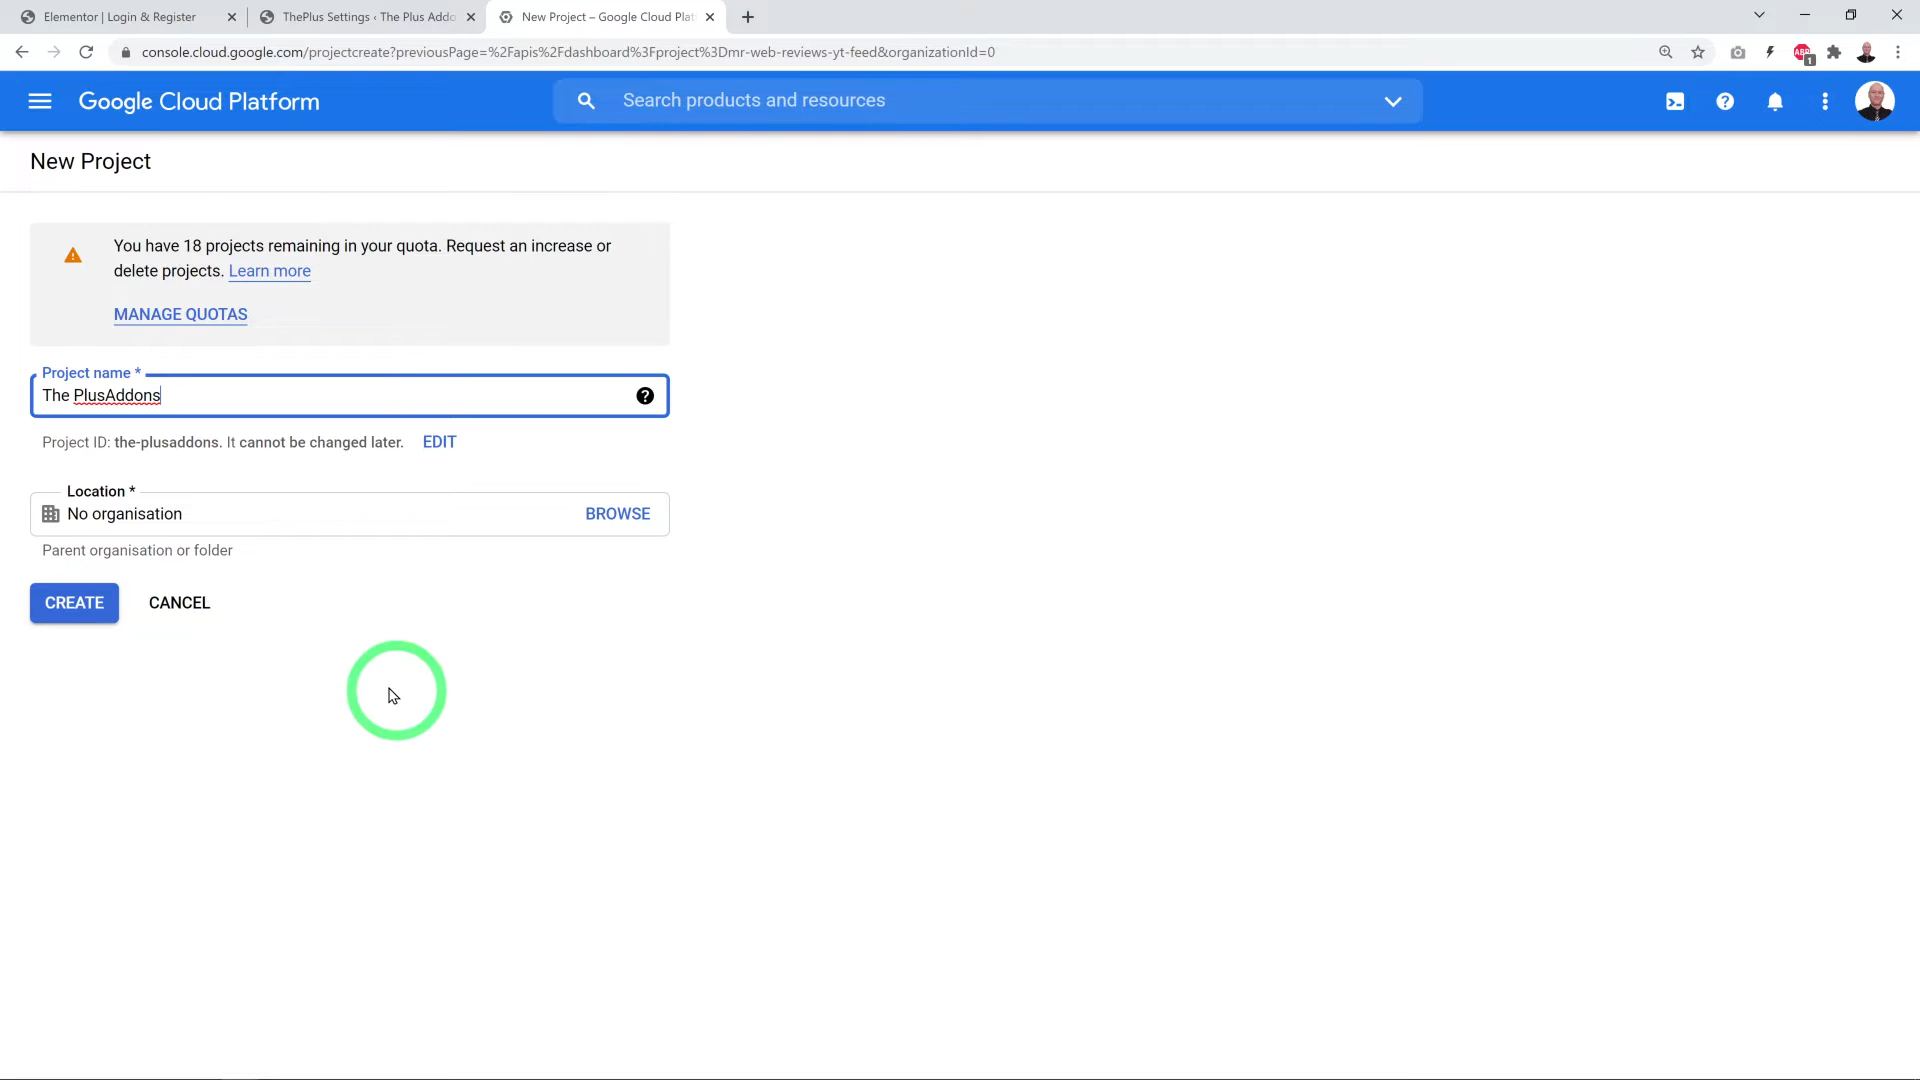 Elementor | Login & Register
ThePlus Settings ‹ The Plus Addo
New Project – Google Cloud Plat
console.cloud.google.com/projectcreate?previousPage=%2Fapis%2Fdashboard%3Fproject%3Dmr-web-reviews-yt-feed&organizationId=0
ABP
1
Google Cloud Platform
Search products and resources
New Project
You have 18 projects remaining in your quota. Request an increase or
delete projects. Learn more
MANAGE QUOTAS
Project name *
The PlusAddons
Project ID: the-plusaddons. It cannot be changed later. EDIT
Location *
No organisation
BROWSE
Parent organisation or folder
CREATE
CANCEL